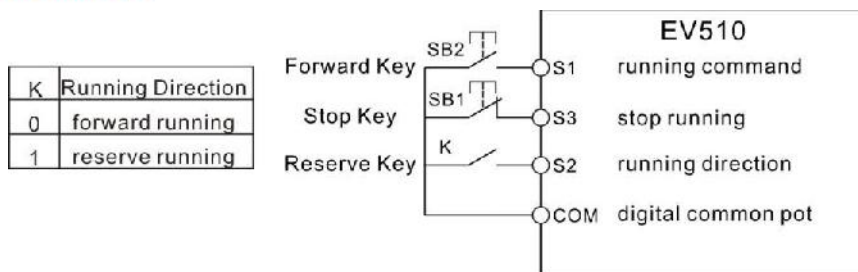 EV510
SB2
Forward Key S1 running command
SB1
Stop Key S3 stop running
K
Reserve Key S2 running direction
COM digital common pot
K Running Direction
0 forward running
1 reserve running